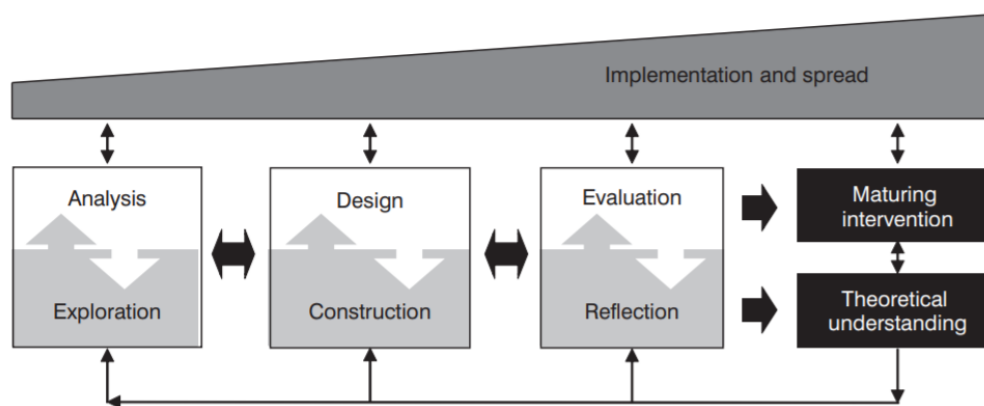 Implementation and spread
Analysis
Exploration
Design
Construction
Evaluation
Reflection
Maturing
intervention
Theoretical
understanding